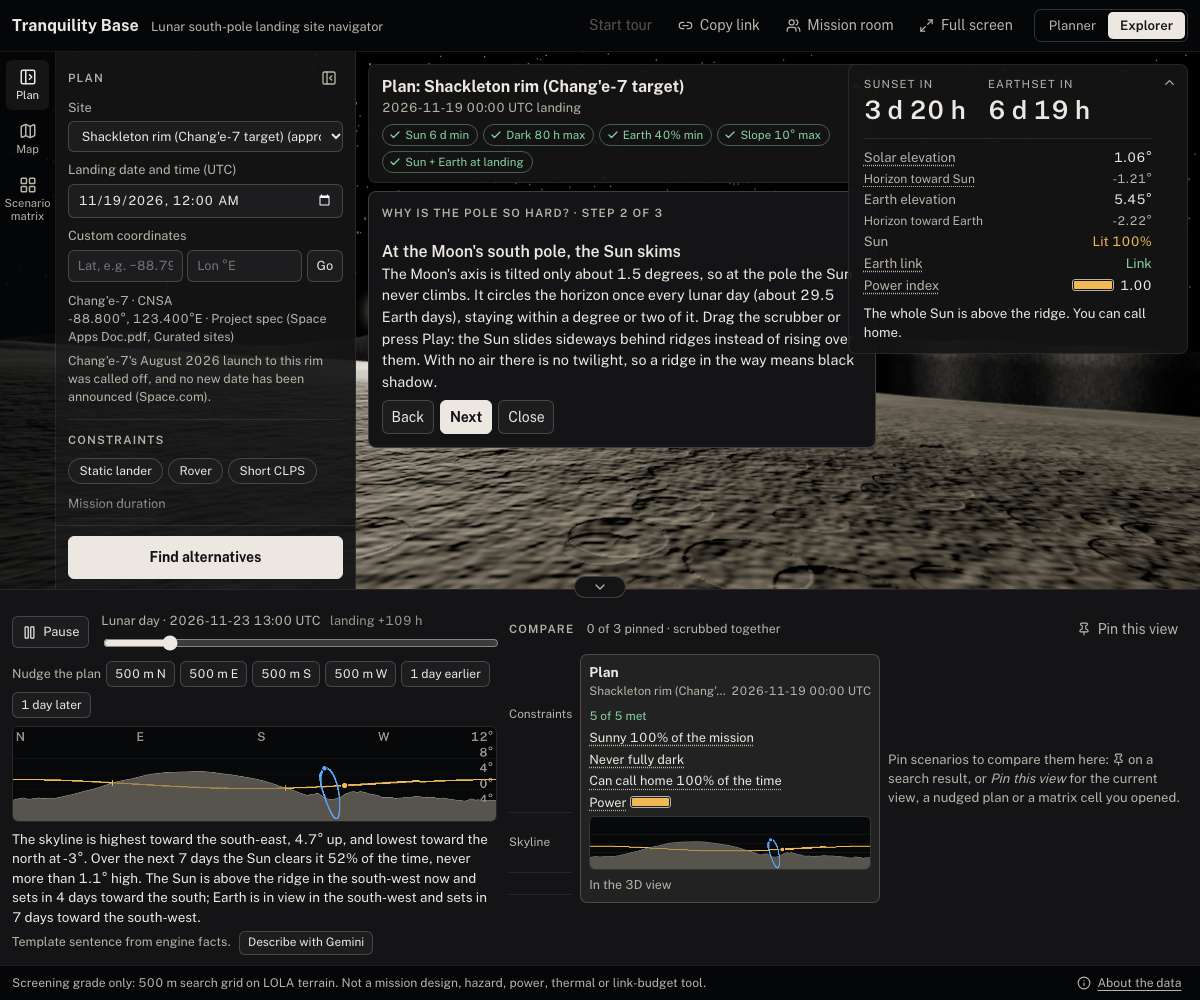 Tranquility Base
Lunar south-pole landing site navigator
Start tour
Copy link
Mission room
Full screen
Planner
Explorer
Plan
Map
Scenario
matrix
PLAN
Site
Shackleton rim (Chang'e-7 target) (appro
Landing date and time (UTC)
11/19/2026, 12:00 AM
Custom coordinates
Lat, e.g. −88.79
Lon °E
Go
Chang'e-7 · CNSA
-88.800°, 123.400°E · Project spec (Space
Apps Doc.pdf, Curated sites)
Chang'e-7's August 2026 launch to this rim
was called off, and no new date has been
announced (Space.com).
CONSTRAINTS
Static lander
Rover
Short CLPS
Mission duration
Find alternatives
Plan: Shackleton rim (Chang'e-7 target)
2026-11-19 00:00 UTC landing
Sun 6 d min
Dark 80 h max
Earth 40% min
Slope 10° max
Sun + Earth at landing
WHY IS THE POLE SO HARD? · STEP 2 OF 3
At the Moon's south pole, the Sun skims
The Moon's axis is tilted only about 1.5 degrees, so at the pole the Sun
never climbs. It circles the horizon once every lunar day (about 29.5
Earth days), staying within a degree or two of it. Drag the scrubber or
press Play: the Sun slides sideways behind ridges instead of rising ove
them. With no air there is no twilight, so a ridge in the way means black
shadow.
Back
Next
Close
SUNSET IN
3 d 20 h
EARTHSET IN
6 d 19 h
Solar elevation 1.06°
Horizon toward Sun -1.21°
Earth elevation 5.45°
Horizon toward Earth -2.22°
Sun Lit 100%
Earth link Link
Power index 1.00
The whole Sun is above the ridge. You can call
home.
Pause
Lunar day · 2026-11-23 13:00 UTC landing +109 h
Nudge the plan
500 m N
500 m E
500 m S
500 m W
1 day earlier
1 day later
N E S W
12°
8°
4°
0°
4°
The skyline is highest toward the south-east, 4.7° up, and lowest toward the
north at -3°. Over the next 7 days the Sun clears it 52% of the time, never
more than 1.1° high. The Sun is above the ridge in the south-west now and
sets in 4 days toward the south; Earth is in view in the south-west and sets in
7 days toward the south-west.
Template sentence from engine facts.
Describe with Gemini
COMPARE
0 of 3 pinned · scrubbed together
Pin this view
Plan
Shackleton rim (Chang'... 2026-11-19 00:00 UTC
Constraints
5 of 5 met
Sunny 100% of the mission
Never fully dark
Can call home 100% of the time
Power
Skyline
In the 3D view
Pin scenarios to compare them here: on a
search result, or Pin this view for the current
view, a nudged plan or a matrix cell you opened.
Screening grade only: 500 m search grid on LOLA terrain. Not a mission design, hazard, power, thermal or link-budget tool.
About the data